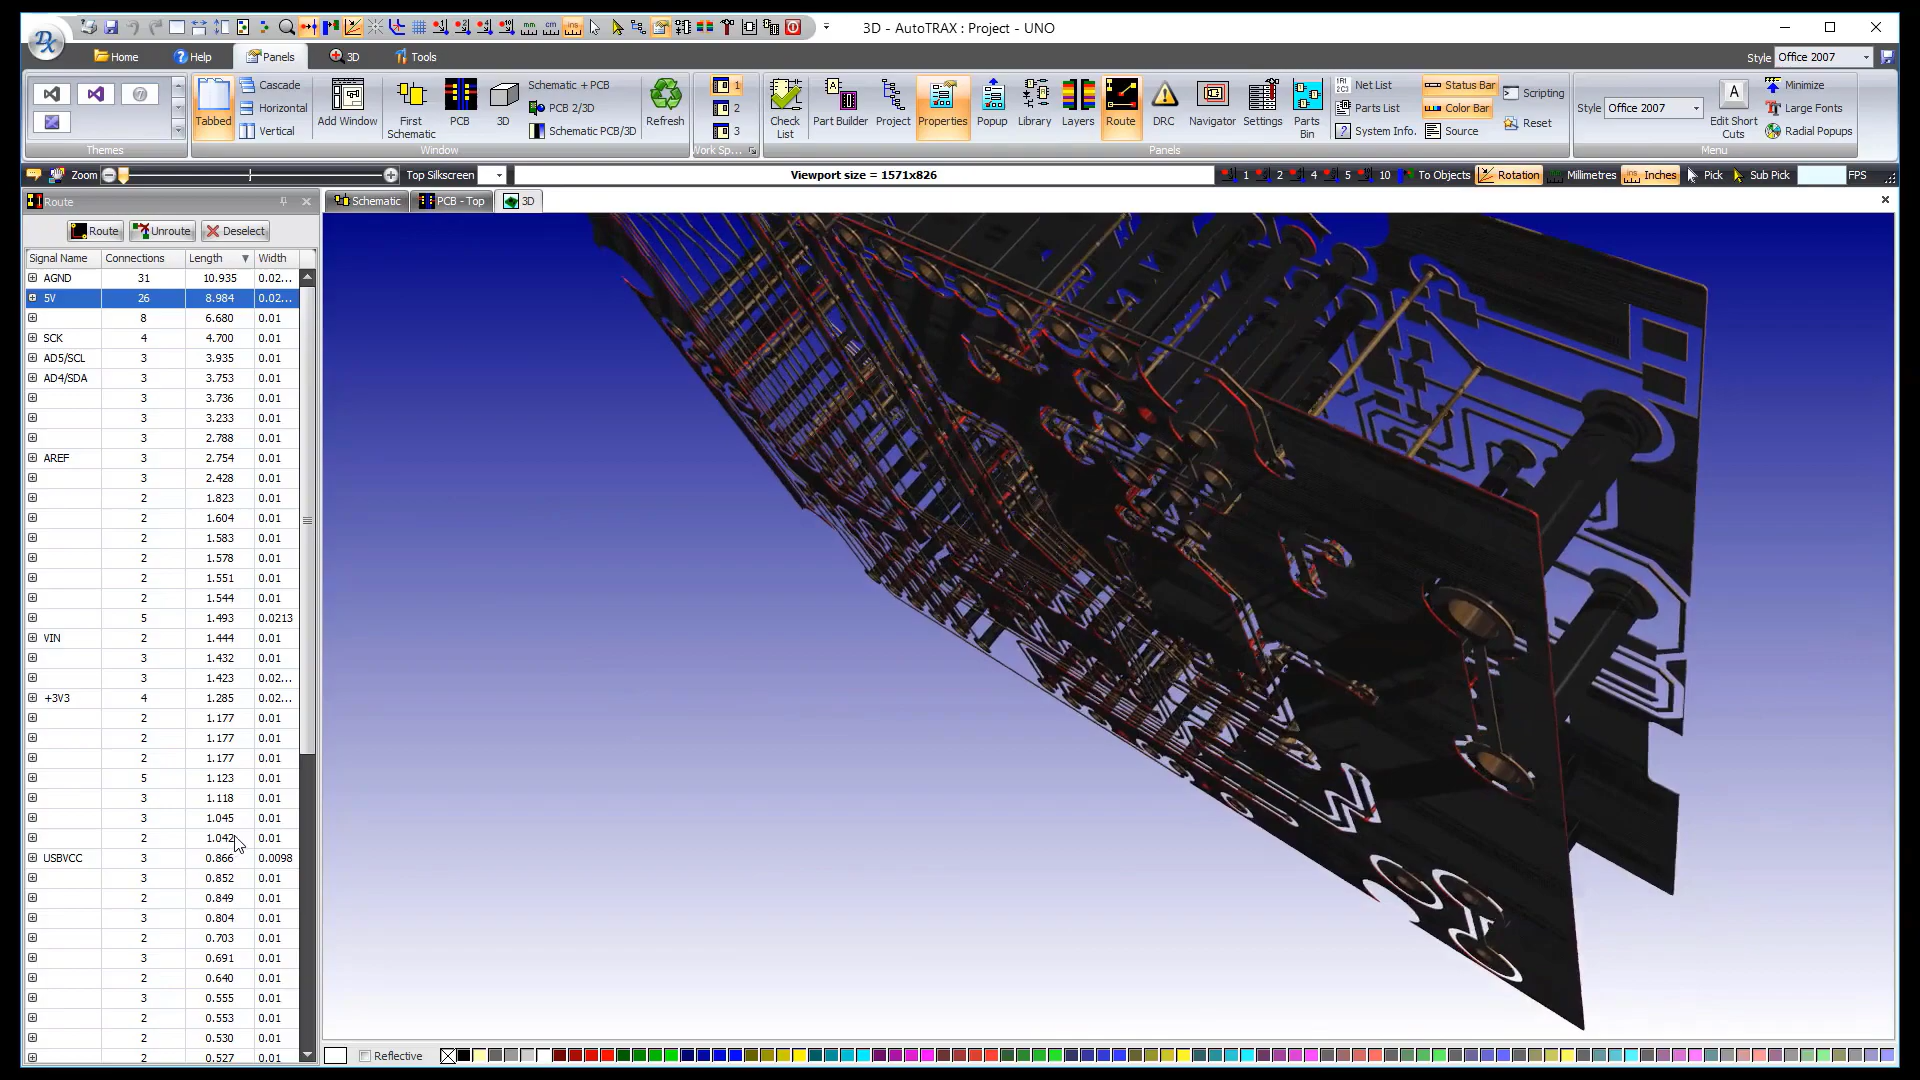 3D - AutoTRAX : Project - UNO
Home Help Panels 3D Tools
Style Office 2007
Tabbed
Cascade
Horizontal
Vertical
Add Window
First Schematic
PCB
3D
Schematic + PCB
PCB 2/3D
Schematic PCB/3D
Refresh
1
2
3
Check List
Part Builder
Project
Properties
Popup
Library
Layers
Route
DRC
Navigator
Settings
Parts Bin
Net List
Parts List
System Info.
Status Bar
Color Bar
Source
Scripting
Reset
Style Office 2007
Edit Short Cuts
Minimize
Large Fonts
Radial Popups
Themes Window Work Sp... Panels Menu
Zoom Top Silkscreen Viewport size = 1571x826 1 2 4 5 10 To Objects Rotation Millimetres Inches Pick Sub Pick FPS
Route
Schematic PCB - Top 3D
Route Unroute Deselect
Signal Name Connections Length Width
AGND 31 10.935 0.02...
5V 26 8.984 0.02...
8 6.680 0.01
SCK 4 4.700 0.01
AD5/SCL 3 3.935 0.01
AD4/SDA 3 3.753 0.01
3 3.736 0.01
3 3.233 0.01
3 2.788 0.01
AREF 3 2.754 0.01
3 2.428 0.01
2 1.823 0.01
2 1.604 0.01
2 1.583 0.01
2 1.578 0.01
2 1.551 0.01
2 1.544 0.01
5 1.493 0.0213
VIN 2 1.444 0.01
3 1.432 0.01
3 1.423 0.02...
+3V3 4 1.285 0.02...
2 1.177 0.01
2 1.177 0.01
2 1.177 0.01
5 1.123 0.01
3 1.118 0.01
3 1.045 0.01
2 1.042 0.01
USBVCC 3 0.866 0.0098
3 0.852 0.01
2 0.849 0.01
3 0.804 0.01
2 0.703 0.01
3 0.691 0.01
2 0.640 0.01
3 0.555 0.01
2 0.553 0.01
2 0.530 0.01
2 0.527 0.01
Reflective